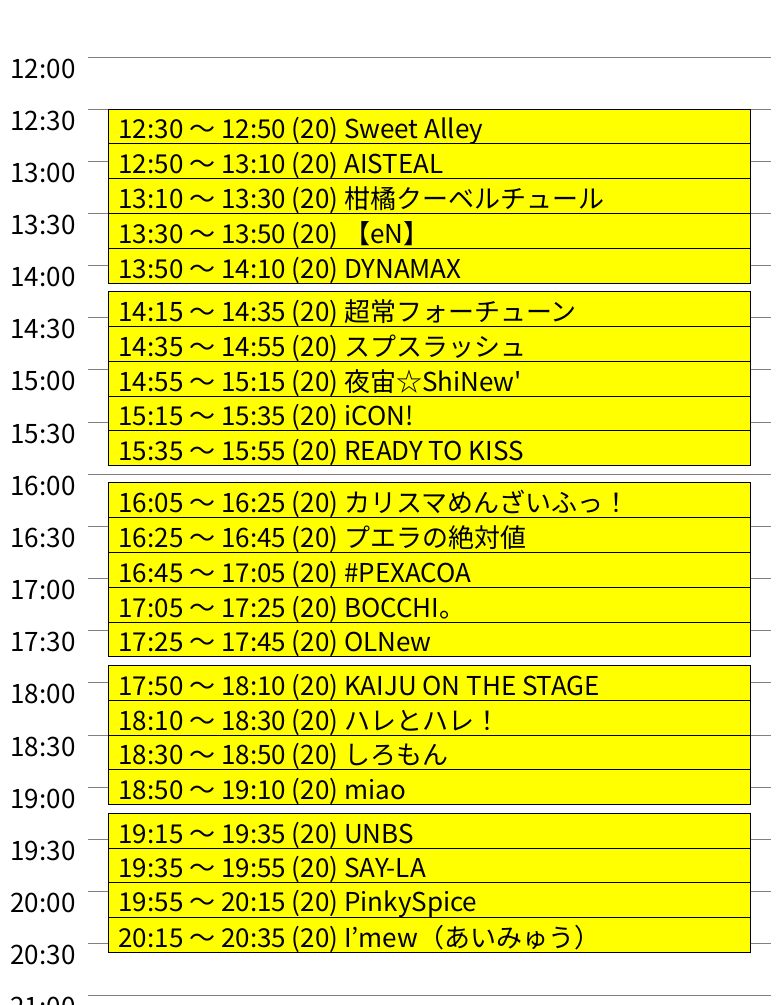 12:00
12:30
12:30 ～ 12:50 (20) Sweet Alley
12:50 ～ 13:10 (20) AISTEAL
13:00
13:10 ～ 13:30 (20) 柑橘クーベルチュール
13:30
13:30 ～ 13:50 (20) 【eN】
13:50 ～ 14:10 (20) DYNAMAX
14:00
14:15 ～ 14:35 (20) 超常フォーチューン
14:30
14:35 ～ 14:55 (20) スプスラッシュ
14:55 ～ 15:15 (20) 夜宙☆ShiNew'
15:00
15:15 ～ 15:35 (20) iCON!
15:30
15:35 ～ 15:55 (20) READY TO KISS
16:00
16:05 ～ 16:25 (20) カリスマめんざいふっ！
16:30
16:25 ～ 16:45 (20) プエラの絶対値
16:45 ～ 17:05 (20) #PEXACOA
17:00
17:05 ～ 17:25 (20) BOCCHI。
17:30
17:25 ～ 17:45 (20) OLNew
17:50 ～ 18:10 (20) KAIJU ON THE STAGE
18:00
18:10 ～ 18:30 (20) ハレとハレ！
18:30
18:30 ～ 18:50 (20) しろもん
18:50 ～ 19:10 (20) miao
19:00
19:15 ～ 19:35 (20) UNBS
19:30
19:35 ～ 19:55 (20) SAY-LA
19:55 ～ 20:15 (20) PinkySpice
20:00
20:15 ～ 20:35 (20) I’mew（あいみゅう）
20:30
21:00